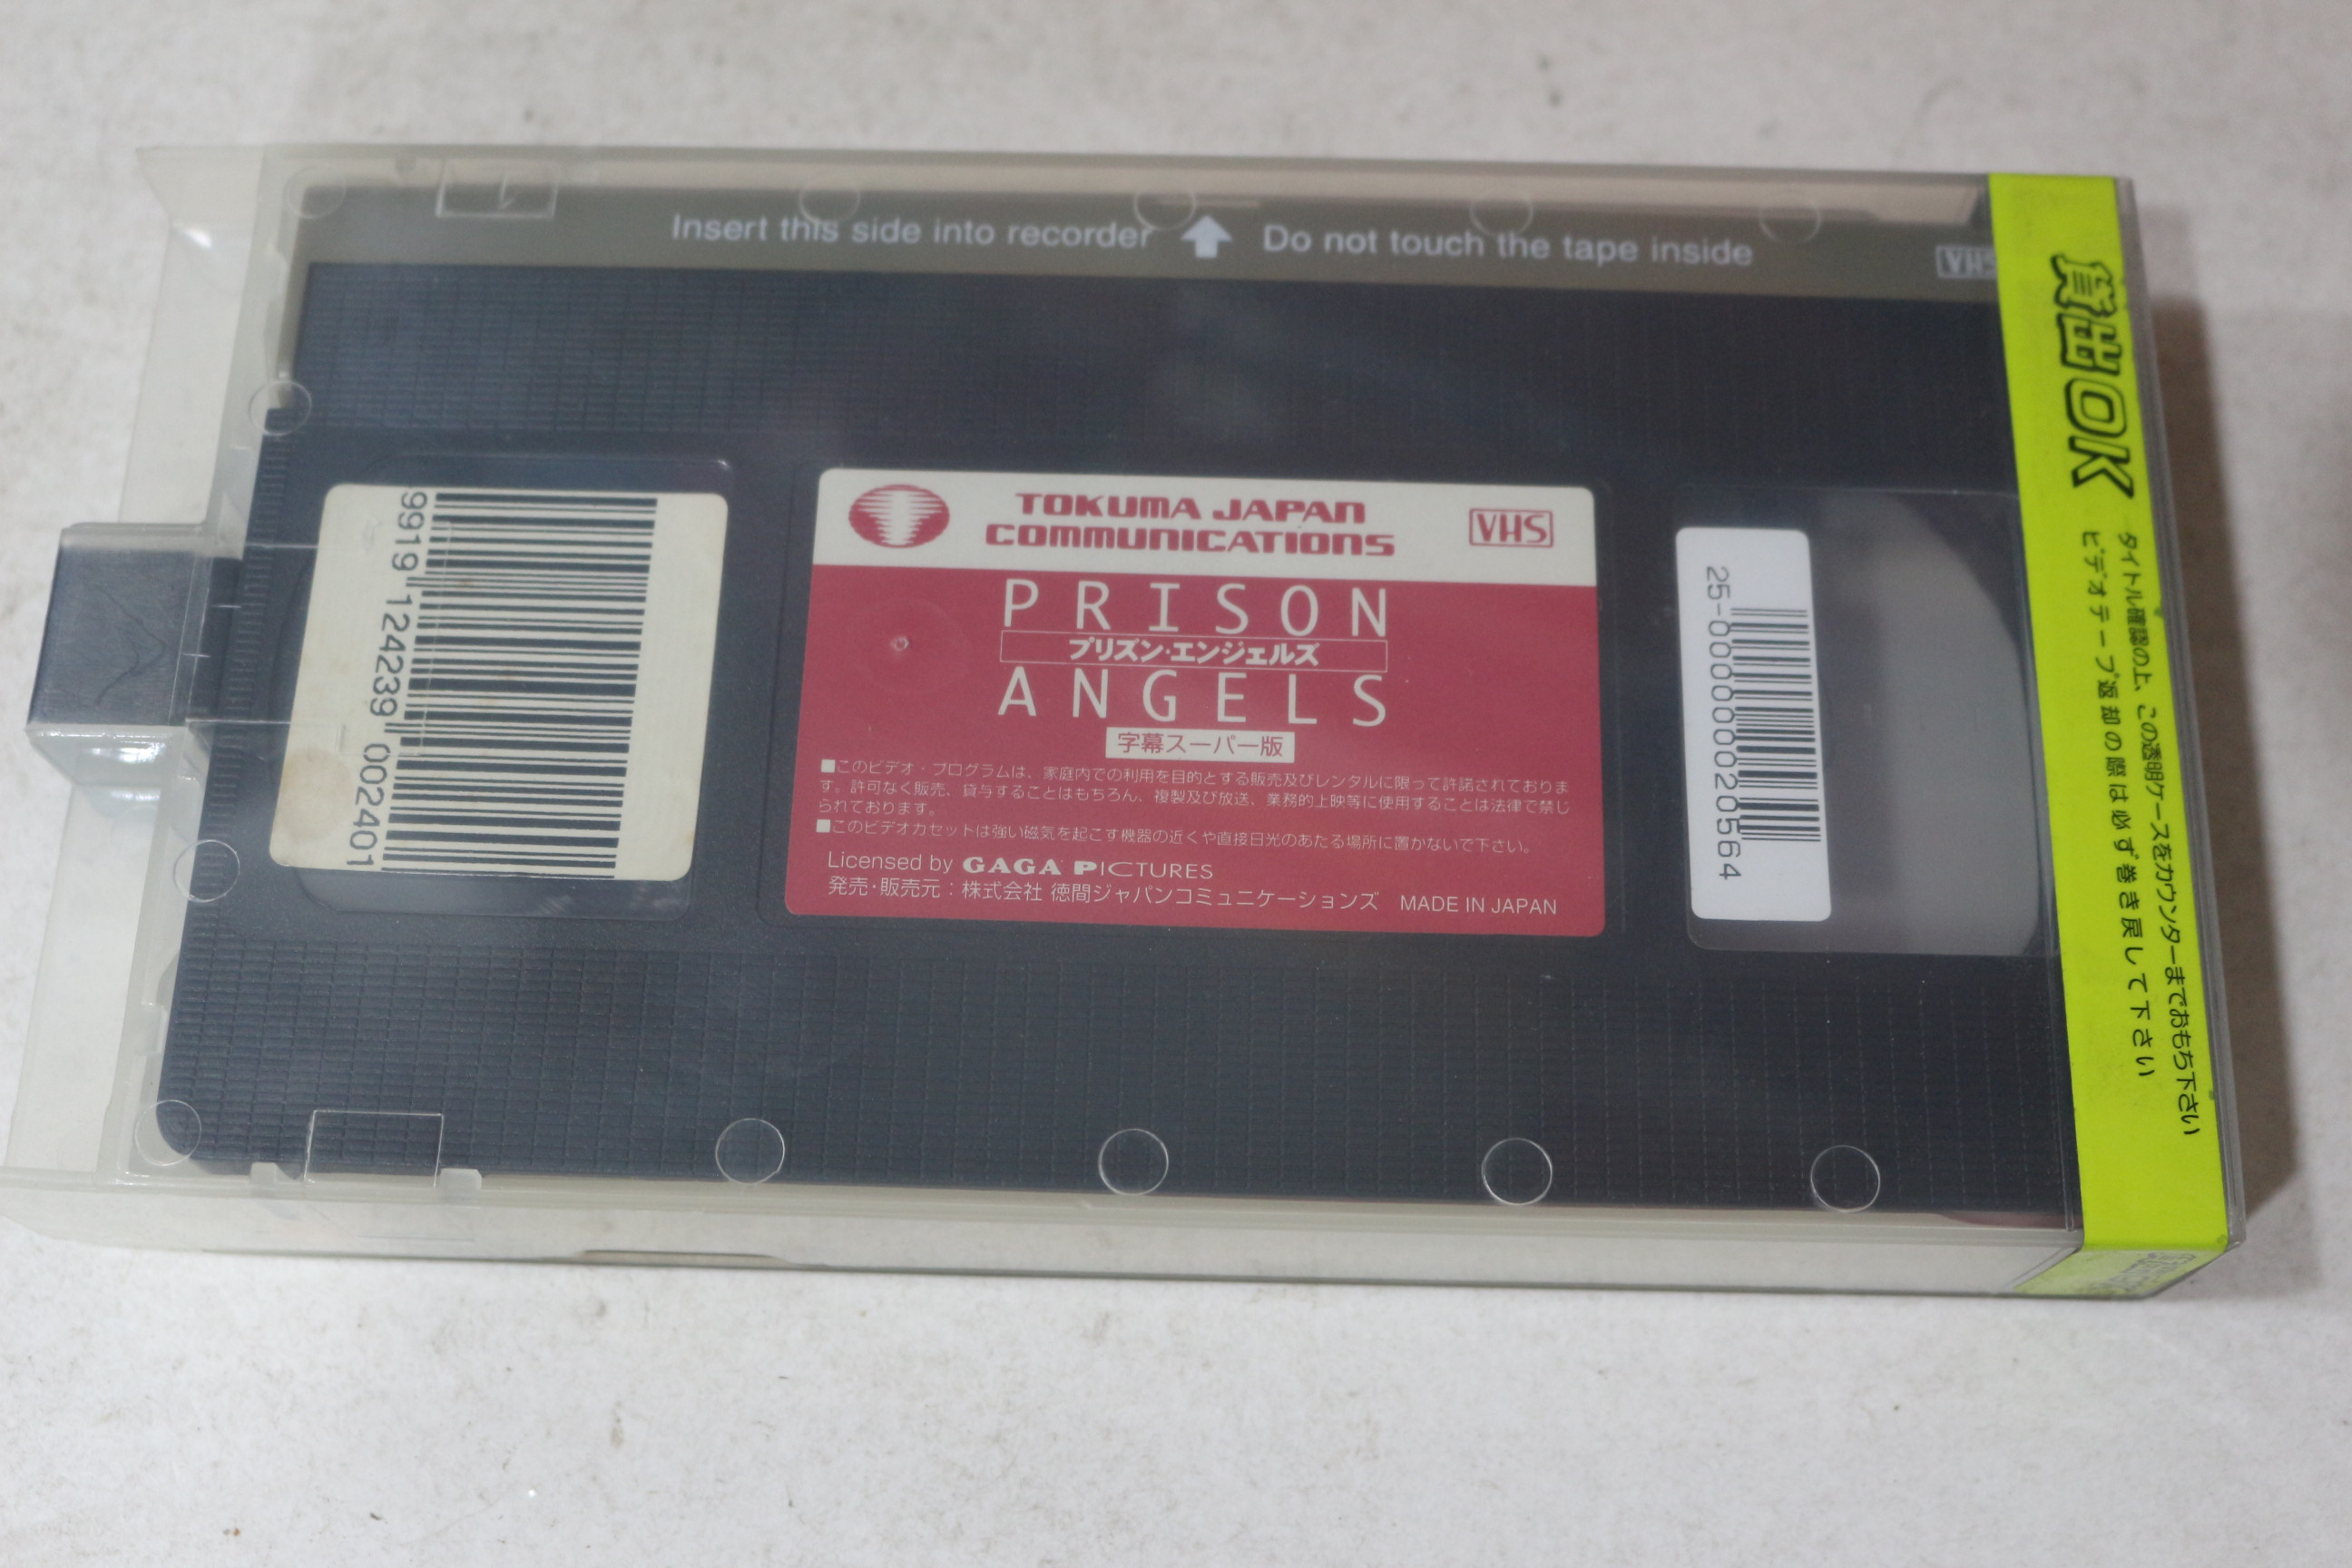 Insert this side into recorder ⬆ Do not touch the tape inside
VHS
9919 124239 002401
TOKUMA JAPAN
COMMUNICATIONS
VHS
PRISON
プリズン·エンジェルズ
ANGELS
字幕スーパー版
■このビデオ・プログラムは、家庭内での利用を目的とする販売及びレンタルに限って許諾されておりま
す。許可なく販売、貸与することはもちろん、複製及び放送、業務的上映等に使用することは法律で禁じ
られております。
■このビデオカセットは強い磁気を起こす機器の近くや直接日光のあたる場所に置かないで下さい。
Licensed by GAGA PICTURES
発売・販売元：株式会社 徳間ジャパンコミュニケーションズ MADE IN JAPAN
25-0000000020564
貸出OK
タイトル確認の上、この透明ケースをカウンターまでおもち下さい
ビデオテープ返却の際は必ず巻き戻して下さい